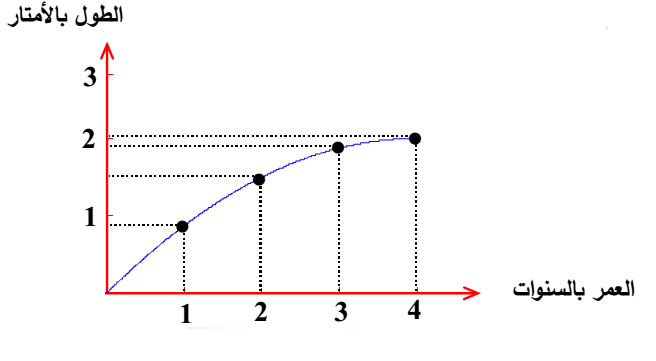 الطول بالأمتار
3
2
1
1 2 3 4
العمر بالسنوات